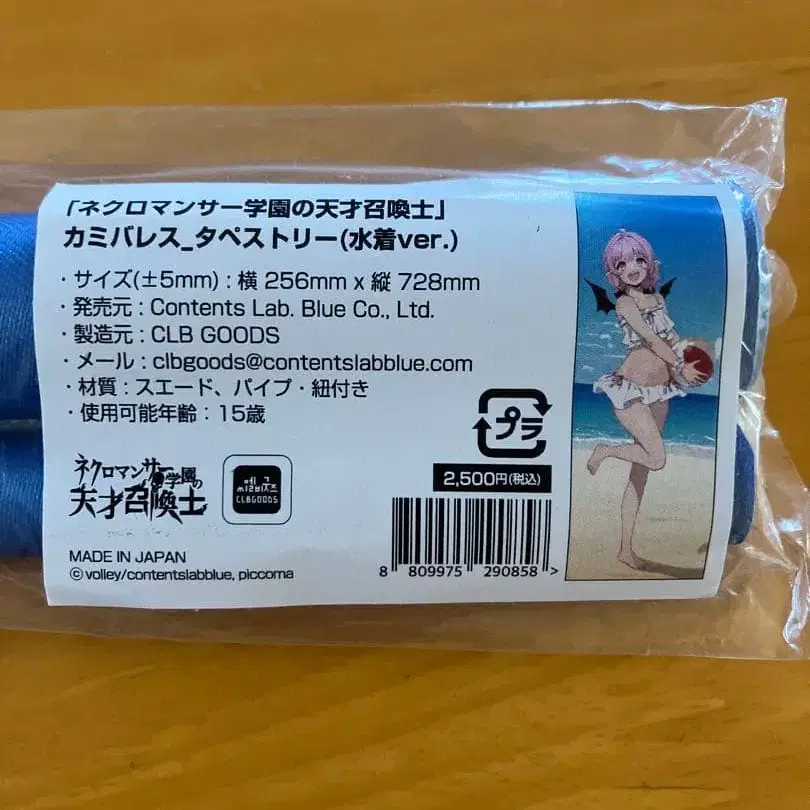 「ネクロマンサー学園の天才召喚士」
カミバレス_タペストリー(水着ver.)
・サイズ(±5mm) : 横 256mm x 縦 728mm
・発売元 : Contents Lab. Blue Co., Ltd.
・製造元 : CLB GOODS
・メール : clbgoods@contentslabblue.com
・材質 : スエード、パイプ・紐付き
・使用可能年齢 : 15歳
プラ
2,500円(税込)
ネクロマンサー学園の
天才召喚士
씨엘비굿즈
CLBGOODS
MADE IN JAPAN
©volley/contentslabblue, piccoma
8 809975 290858 >